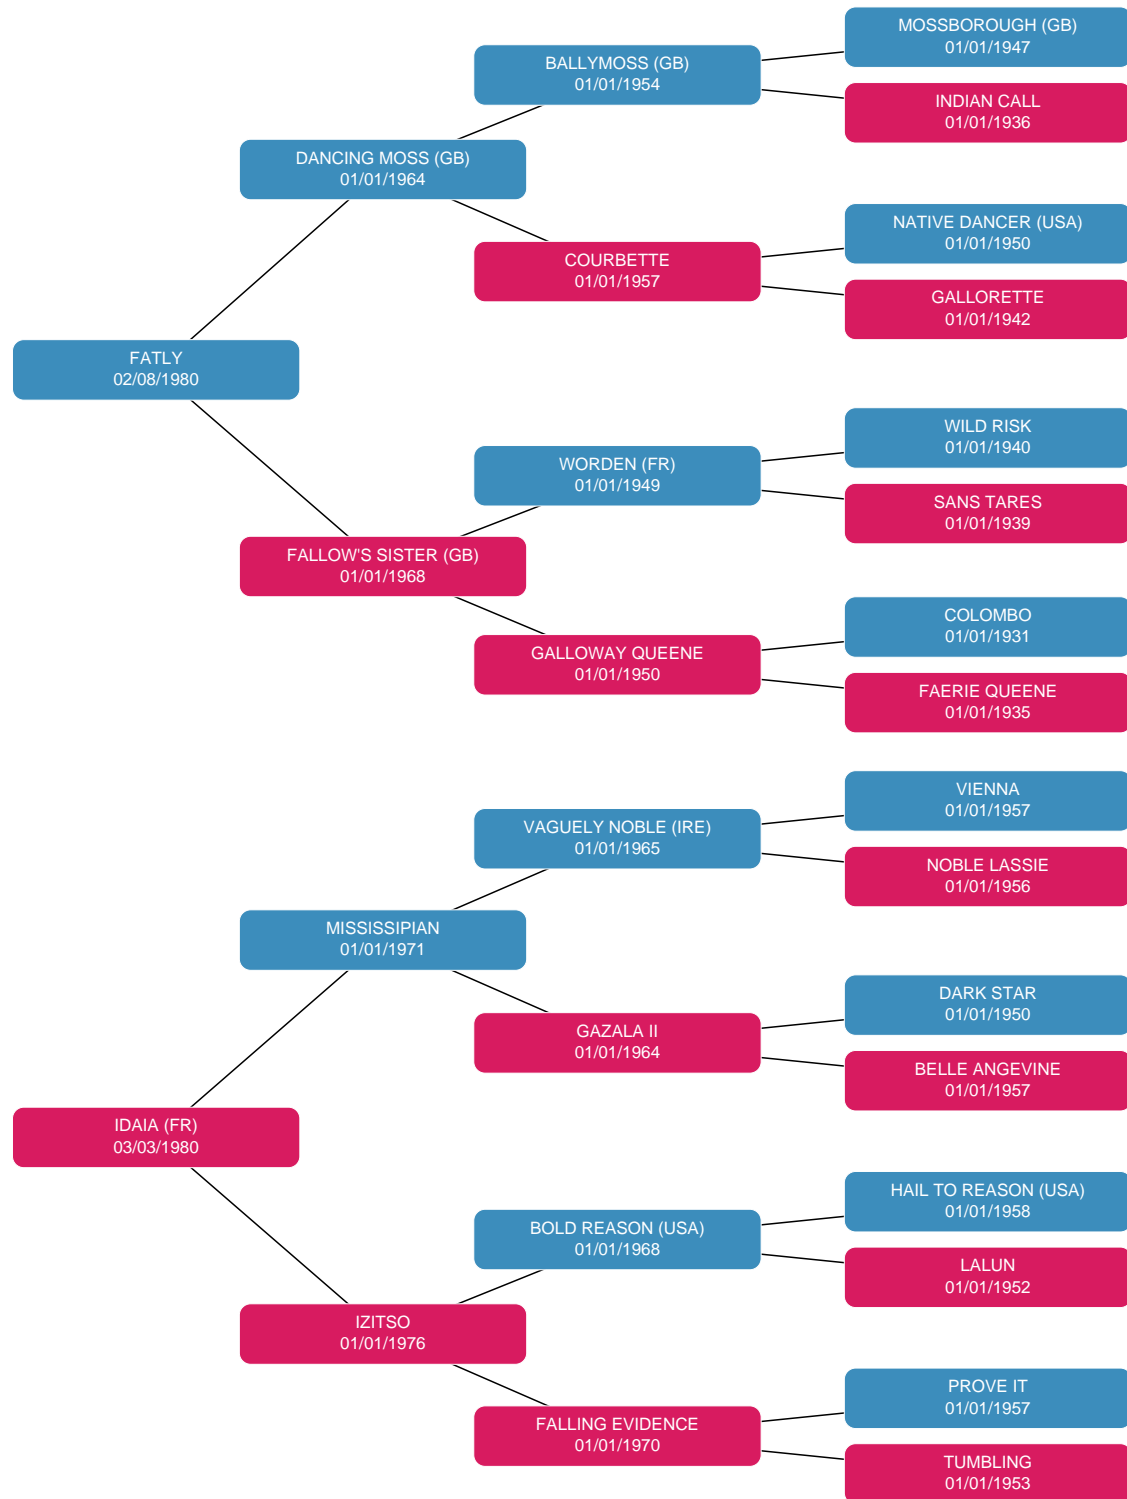 MOSSBOROUGH (GB)
01/01/1947
BALLYMOSS (GB)
01/01/1954
INDIAN CALL
01/01/1936
DANCING MOSS (GB)
01/01/1964
NATIVE DANCER (USA)
01/01/1950
COURBETTE
01/01/1957
GALLORETTE
01/01/1942
FATLY
02/08/1980
WILD RISK
01/01/1940
WORDEN (FR)
01/01/1949
SANS TARES
01/01/1939
FALLOW'S SISTER (GB)
01/01/1968
COLOMBO
01/01/1931
GALLOWAY QUEENE
01/01/1950
FAERIE QUEENE
01/01/1935
VIENNA
01/01/1957
VAGUELY NOBLE (IRE)
01/01/1965
NOBLE LASSIE
01/01/1956
MISSISSIPIAN
01/01/1971
DARK STAR
01/01/1950
GAZALA II
01/01/1964
BELLE ANGEVINE
01/01/1957
IDAIA (FR)
03/03/1980
HAIL TO REASON (USA)
01/01/1958
BOLD REASON (USA)
01/01/1968
LALUN
01/01/1952
IZITSO
01/01/1976
PROVE IT
01/01/1957
FALLING EVIDENCE
01/01/1970
TUMBLING
01/01/1953